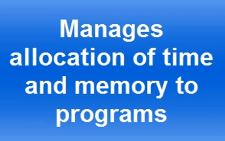 Manages
allocation of time
and memory to
programs